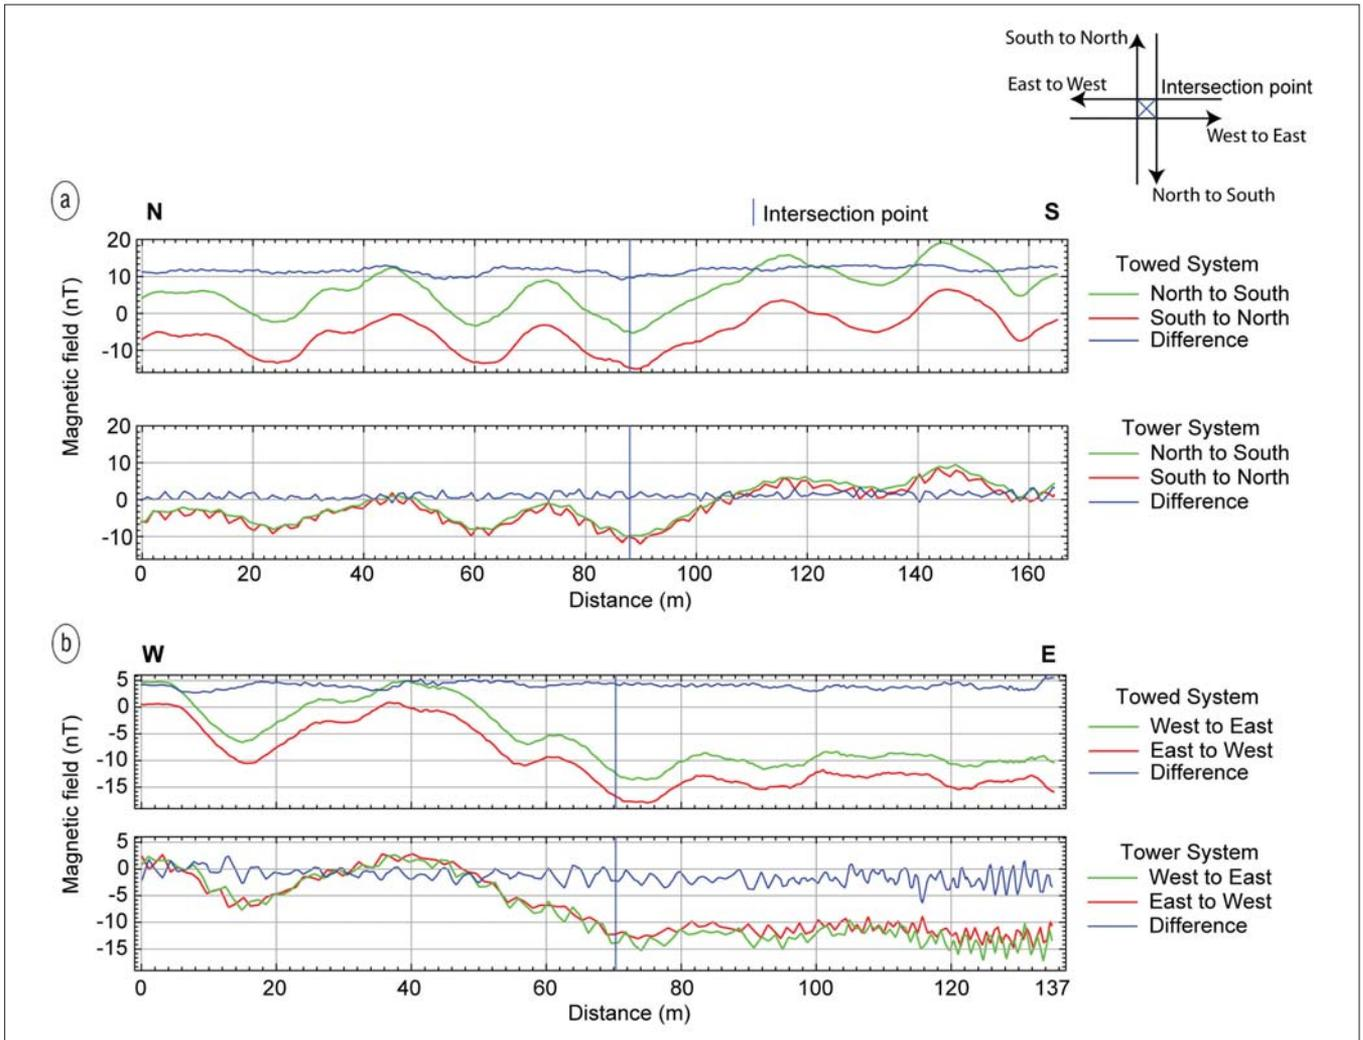 South to North
East to West
Intersection point
West to East
North to South
a
N
Intersection point
S
20
10
0
-10
Magnetic field (nT)
Towed System
North to South
South to North
Difference
20
10
0
-10
Tower System
North to South
South to North
Difference
0 20 40 60 80 100 120 140 160
Distance (m)
b
W
E
5
0
-5
-10
-15
Magnetic field (nT)
Towed System
West to East
East to West
Difference
5
0
-5
-10
-15
Tower System
West to East
East to West
Difference
0 20 40 60 80 100 120 137
Distance (m)